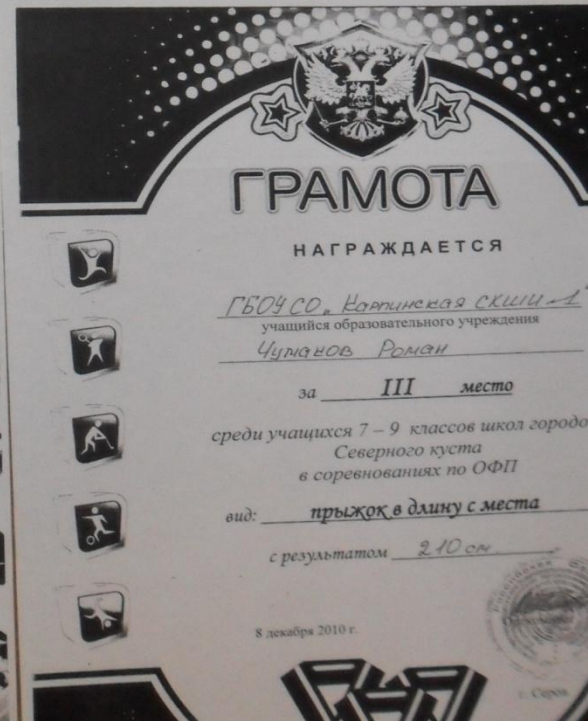 ГРАМОТА
НАГРАЖДАЕТСЯ
ГБОУ СО „Карпинская СКШИ-1"
учащийся образовательного учреждения
Чуманов Роман
за III место
среди учащихся 7 – 9 классов школ городо
Северного куста
в соревнованиях по ОФП
вид: прыжок в длину с места
с результатом 210 см
8 декабря 2010 г.
г. Серов